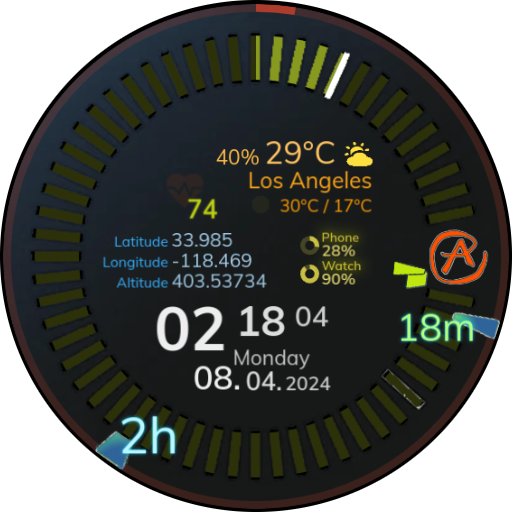 40% 29°C
Los Angeles
74 30°C / 17°C
Latitude 33.985
Longitude -118.469
Altitude 403.53734
Phone
28%
Watch
90%
A
18m
02 18 04
Monday
08. 04. 2024
2h